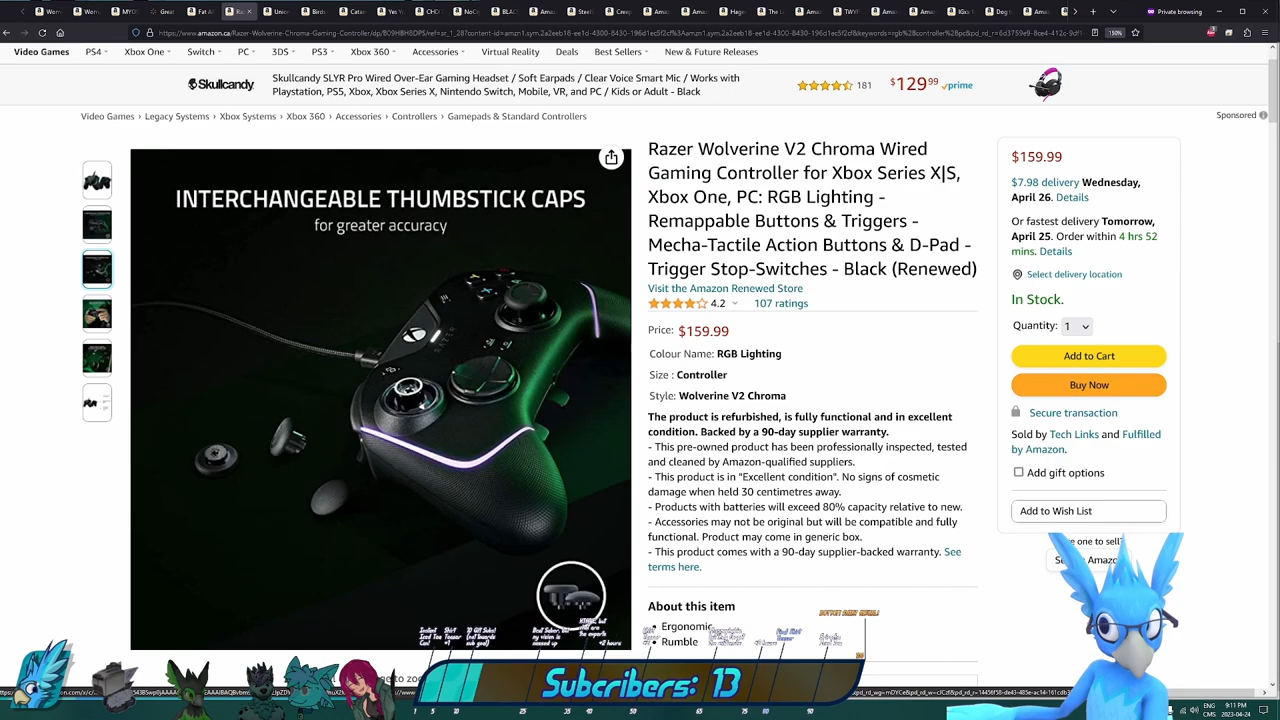 Video Games PS4 Xbox One Switch PC 3DS PS3 Xbox 360 Accessories Virtual Reality Deals Best Sellers New & Future Releases
Skullcandy
Skullcandy SLYR Pro Wired Over-Ear Gaming Headset / Soft Earpads / Clear Voice Smart Mic / Works with
Playstation, PS5, Xbox, Xbox Series X, Nintendo Switch, Mobile, VR, and PC / Kids or Adult - Black
181
$129 99 prime
Sponsored
Video Games › Legacy Systems › Xbox Systems › Xbox 360 › Accessories › Controllers › Gamepads & Standard Controllers
INTERCHANGEABLE THUMBSTICK CAPS
for greater accuracy
Razer Wolverine V2 Chroma Wired
Gaming Controller for Xbox Series X|S,
Xbox One, PC: RGB Lighting -
Remappable Buttons & Triggers -
Mecha-Tactile Action Buttons & D-Pad -
Trigger Stop-Switches - Black (Renewed)
Visit the Amazon Renewed Store
4.2 107 ratings
Price: $159.99
Colour Name: RGB Lighting
Size : Controller
Style: Wolverine V2 Chroma
The product is refurbished, is fully functional and in excellent
condition. Backed by a 90-day supplier warranty.
- This pre-owned product has been professionally inspected, tested
and cleaned by Amazon-qualified suppliers.
- This product is in "Excellent condition". No signs of cosmetic
damage when held 30 centimetres away.
- Products with batteries will exceed 80% capacity relative to new.
- Accessories may not be original but will be compatible and fully
functional. Product may come in generic box.
- This product comes with a 90-day supplier-backed warranty. See
terms here.
About this item
Ergonomic
Rumble
$159.99
$7.98 delivery Wednesday,
April 26. Details
Or fastest delivery Tomorrow,
April 25. Order within 4 hrs 52
mins. Details
Select delivery location
In Stock.
Quantity: 1
Add to Cart
Buy Now
Secure transaction
Sold by Tech Links and Fulfilled
by Amazon.
Add gift options
Add to Wish List
one to sell?
Subcribers: 13
9:11 PM
CMS 2023-04-24